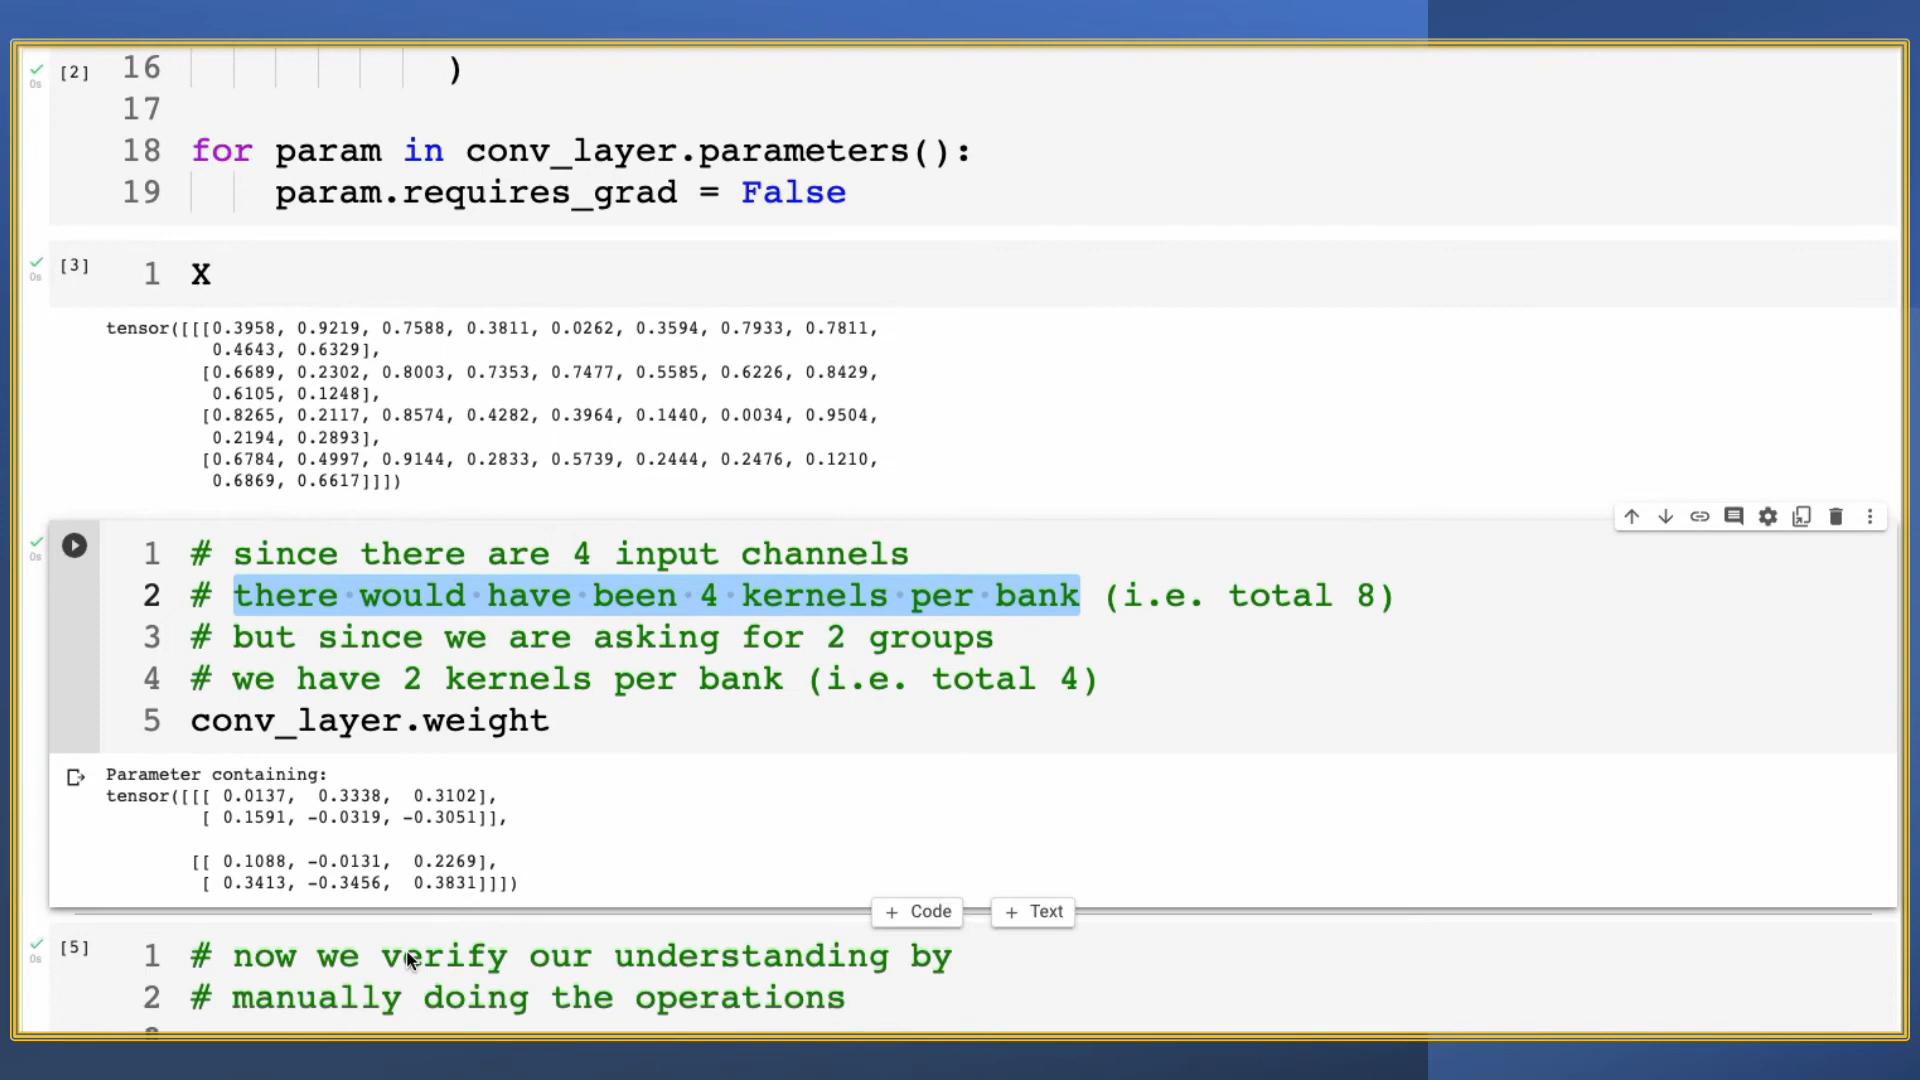 [2] 16 )
17
18 for param in conv_layer.parameters():
19 param.requires_grad = False
0s
[3] 1 X
0s
tensor([[[0.3958, 0.9219, 0.7588, 0.3811, 0.0262, 0.3594, 0.7933, 0.7811,
0.4643, 0.6329],
[0.6689, 0.2302, 0.8003, 0.7353, 0.7477, 0.5585, 0.6226, 0.8429,
0.6105, 0.1248],
[0.8265, 0.2117, 0.8574, 0.4282, 0.3964, 0.1440, 0.0034, 0.9504,
0.2194, 0.2893],
[0.6784, 0.4997, 0.9144, 0.2833, 0.5739, 0.2444, 0.2476, 0.1210,
0.6869, 0.6617]]])
0s
1 # since there are 4 input channels
2 # there would have been 4 kernels per bank (i.e. total 8)
3 # but since we are asking for 2 groups
4 # we have 2 kernels per bank (i.e. total 4)
5 conv_layer.weight
Parameter containing:
tensor([[[ 0.0137, 0.3338, 0.3102],
[ 0.1591, -0.0319, -0.3051]],
[[ 0.1088, -0.0131, 0.2269],
[ 0.3413, -0.3456, 0.3831]]])
+ Code + Text
0s
[5] 1 # now we verify our understanding by
2 # manually doing the operations